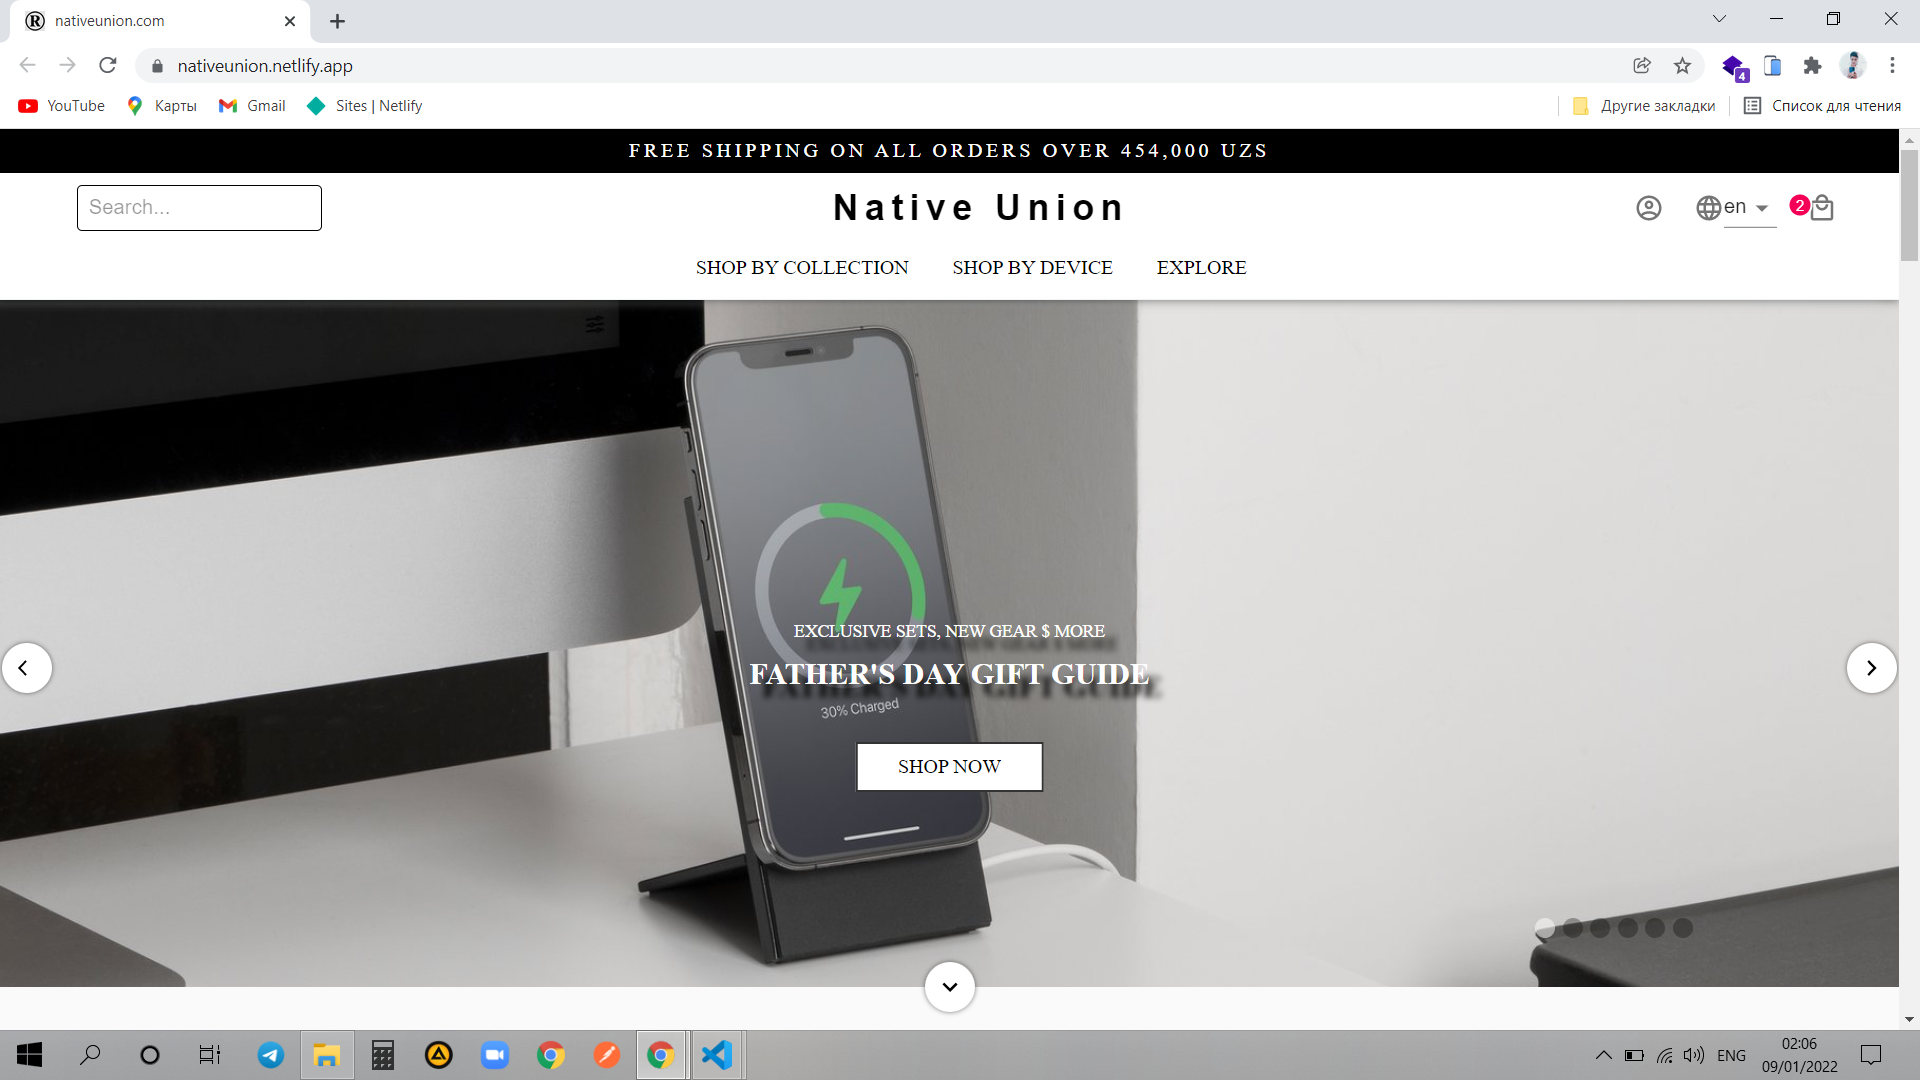 nativeunion.com
nativeunion.netlify.app
4
YouTube
Карты
Gmail
Sites | Netlify
Другие закладки
Список для чтения
FREE SHIPPING ON ALL ORDERS OVER 454,000 UZS
Search...
Native Union
en
2
SHOP BY COLLECTION
SHOP BY DEVICE
EXPLORE
EXCLUSIVE SETS, NEW GEAR $ MORE
FATHER'S DAY GIFT GUIDE
30% Charged
SHOP NOW
ENG
02:06
09/01/2022